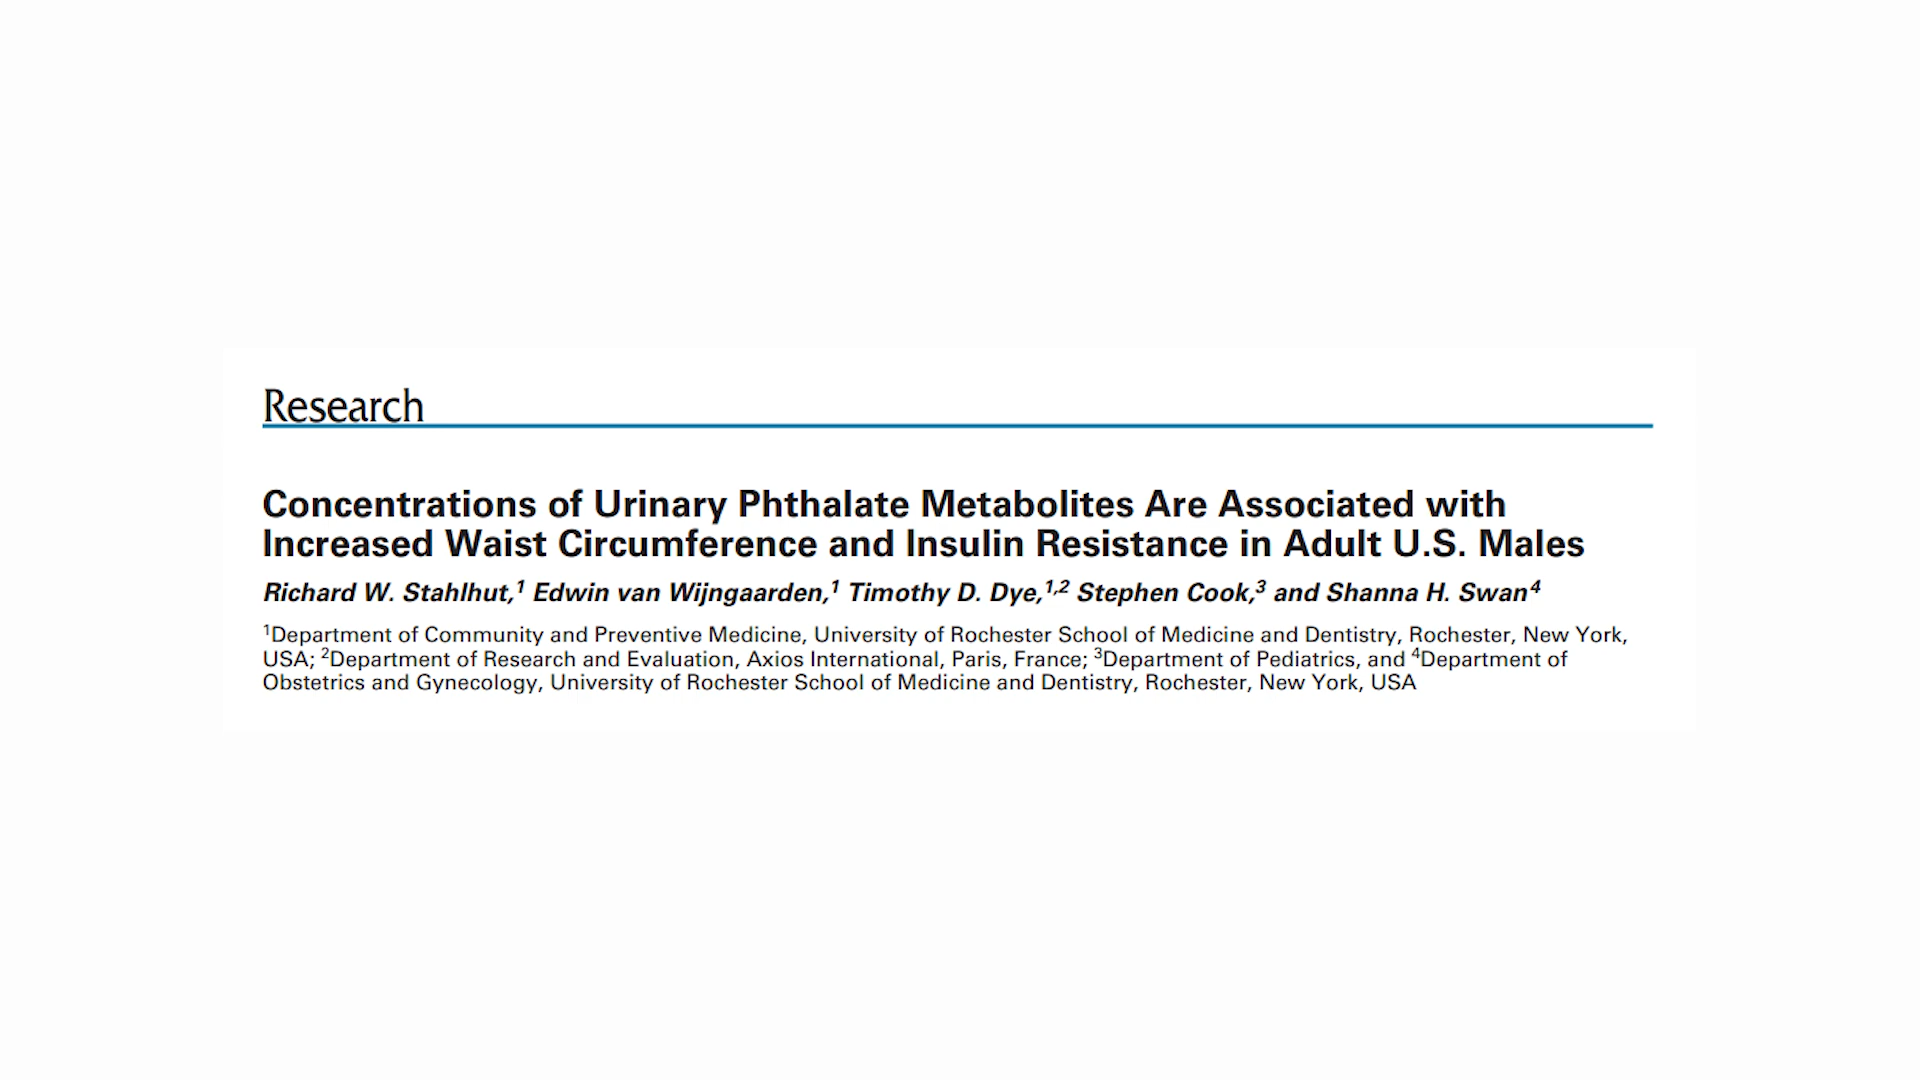 Research
Concentrations of Urinary Phthalate Metabolites Are Associated with
Increased Waist Circumference and Insulin Resistance in Adult U.S. Males
Richard W. Stahlhut,1 Edwin van Wijngaarden,1 Timothy D. Dye,1,2 Stephen Cook,3 and Shanna H. Swan4
1Department of Community and Preventive Medicine, University of Rochester School of Medicine and Dentistry, Rochester, New York,
USA; 2Department of Research and Evaluation, Axios International, Paris, France; 3Department of Pediatrics, and 4Department of
Obstetrics and Gynecology, University of Rochester School of Medicine and Dentistry, Rochester, New York, USA